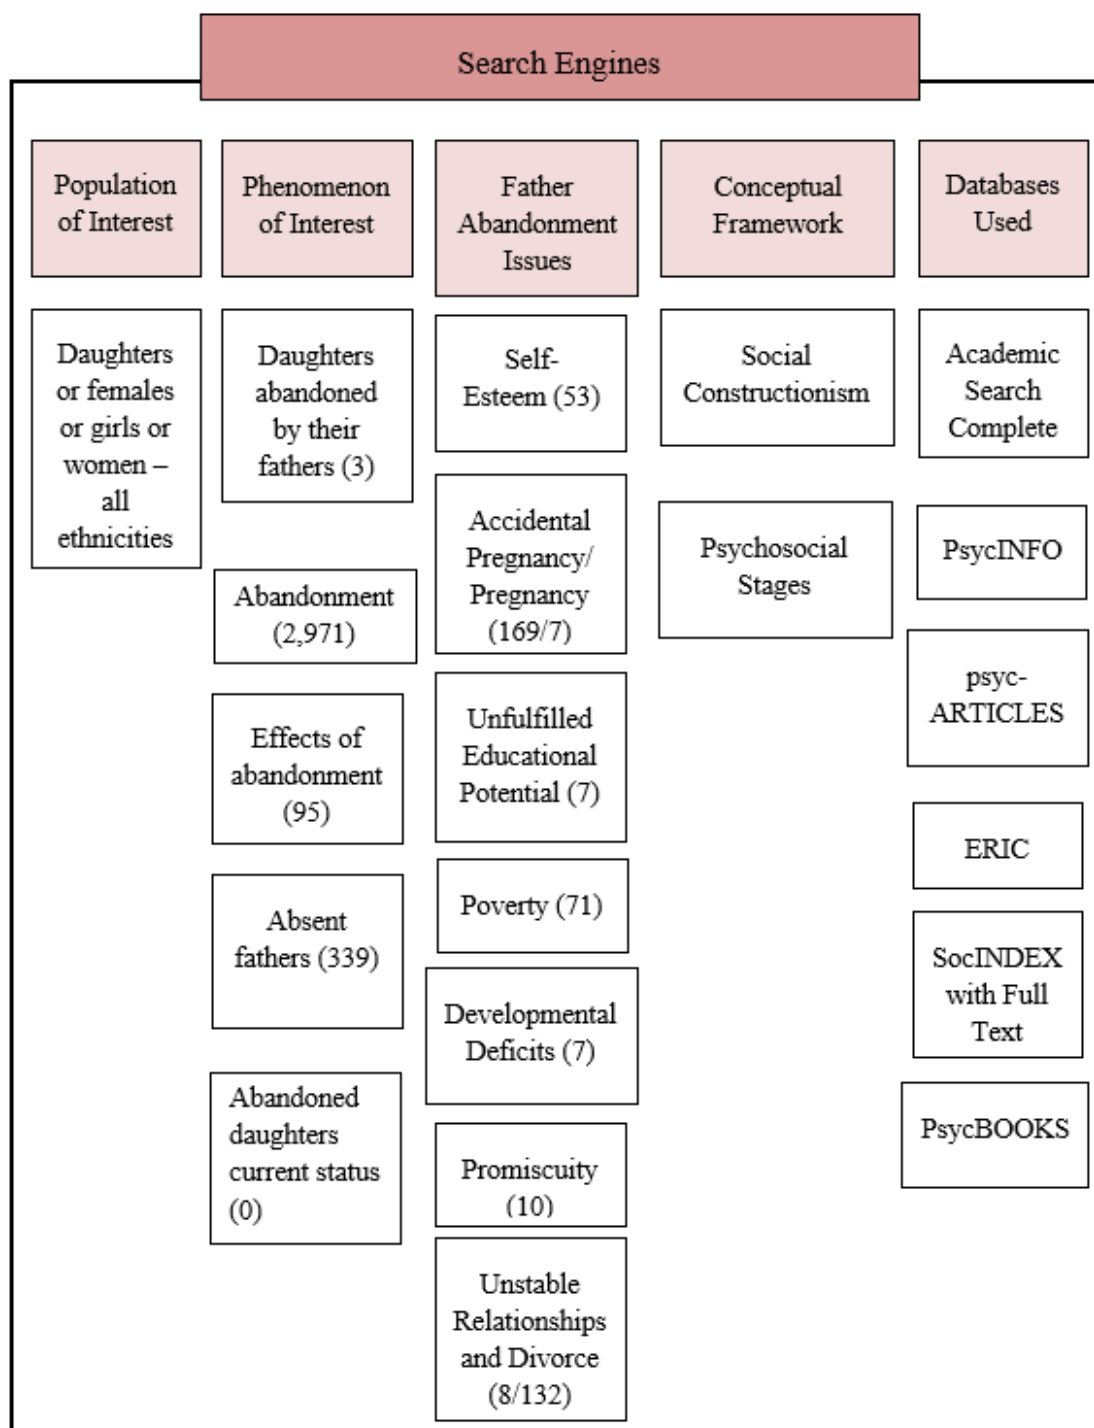 Search Engines
Population
of Interest
Daughters
or females
or girls or
women –
all
ethnicities
Phenomenon
of Interest
Daughters
abandoned
by their
fathers (3)
Abandonment
(2,971)
Effects of
abandonment
(95)
Absent
fathers (339)
Abandoned
daughters
current status
(0)
Father
Abandonment
Issues
Self-
Esteem (53)
Accidental
Pregnancy/
Pregnancy
(169/7)
Unfulfilled
Educational
Potential (7)
Poverty (71)
Developmental
Deficits (7)
Promiscuity
(10)
Unstable
Relationships
and Divorce
(8/132)
Conceptual
Framework
Social
Constructionism
Psychosocial
Stages
Databases
Used
Academic
Search
Complete
PsycINFO
psyc-
ARTICLES
ERIC
SocINDEX
with Full
Text
PsycBOOKS